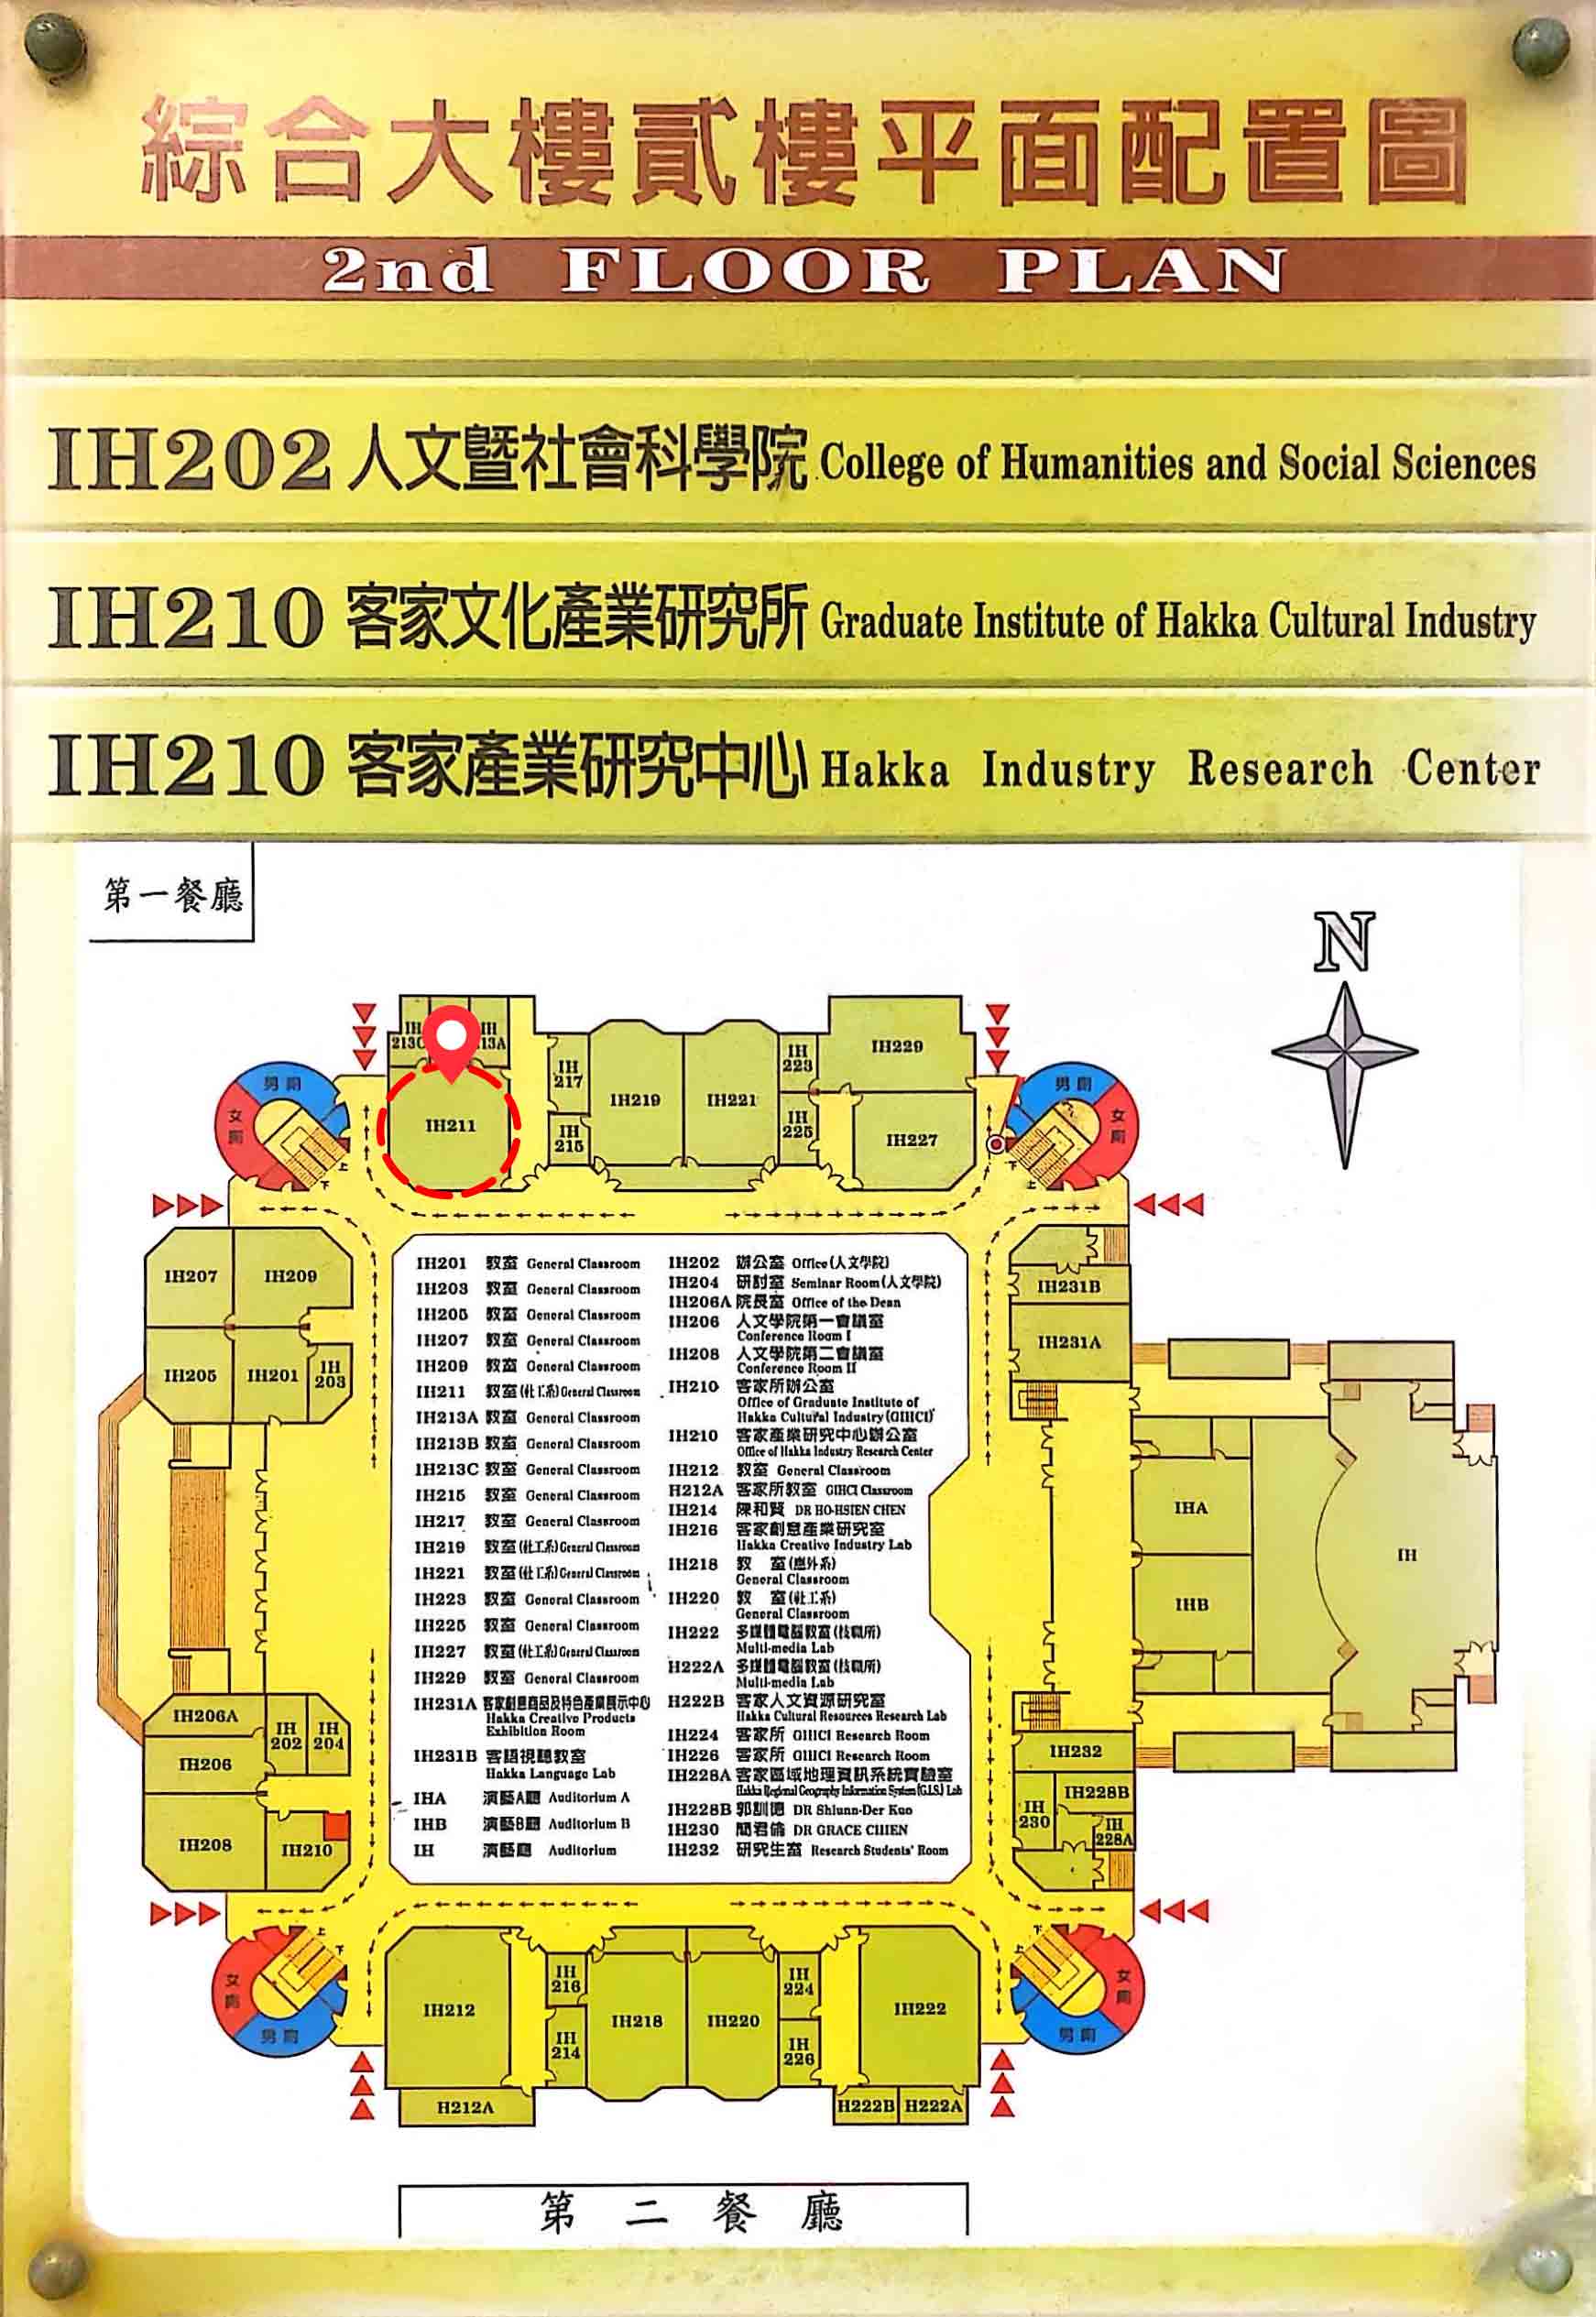 綜合大樓貳樓平面配置圖
2nd FLOOR PLAN
IH202 人文暨社會科學院 College of Humanities and Social Sciences
IH210 客家文化產業研究所 Graduate Institute of Hakka Cultural Industry
IH210 客家產業研究中心 Hakka Industry Research Center
第一餐廳
N
IH 213C
IH 213A
IH211
IH 217
IH 215
IH219
IH221
IH 223
IH 225
IH229
IH227
男廁
女廁
上
下
男廁
女廁
下
上
IH207
IH209
IH205
IH201
IH 203
IH201 教室 General Classroom
IH203 教室 General Classroom
IH205 教室 General Classroom
IH207 教室 General Classroom
IH209 教室 General Classroom
IH211 教室(社工系) General Classroom
IH213A 教室 General Classroom
IH213B 教室 General Classroom
IH213C 教室 General Classroom
IH215 教室 General Classroom
IH217 教室 General Classroom
IH219 教室(社工系) General Classroom
IH221 教室(社工系) General Classroom
IH223 教室 General Classroom
IH225 教室 General Classroom
IH227 教室(社工系) General Classroom
IH229 教室 General Classroom
IH231A 客家創意商品及特色產業展示中心
Hakka Creative Products
Exhibition Room
IH231B 客語視聽教室
Hakka Language Lab
IHA 演藝A廳 Auditorium A
IHB 演藝B廳 Auditorium B
IH 演藝廳 Auditorium
IH202 辦公室 Office(人文學院)
IH204 研討室 Seminar Room(人文學院)
IH206A 院長室 Office of the Dean
IH206 人文學院第一會議室
Conference Room I
IH208 人文學院第二會議室
Conference Room II
IH210 客家所辦公室
Office of Graduate Institute of
Hakka Cultural Industry(GIHCI)
IH210 客家產業研究中心辦公室
Office of Hakka Industry Research Center
IH212 教室 General Classroom
H212A 客家所教室 GIHCI Classroom
IH214 陳和賢 DR HO-HSIEN CHEN
IH216 客家創意產業研究室
Hakka Creative Industry Lab
IH218 教 室(應外系)
General Classroom
IH220 教 室(社工系)
General Classroom
IH222 多媒體電腦教室(技職所)
Multi-media Lab
H222A 多媒體電腦教室(技職所)
Multi-media Lab
H222B 客家人文資源研究室
Hakka Cultural Resources Research Lab
IH224 客家所 GIHCI Research Room
IH226 客家所 GIHCI Research Room
IH228A 客家區域地理資訊系統實驗室
Hakka Regional Geography Information System(G.I.S.) Lab
IH228B 郭訓德 DR Shiunn-Der Kuo
IH230 簡君倫 DR GRACE CHIEN
IH232 研究生室 Research Students' Room
IH231B
IH231A
IHA
IHB
IH
IH206A
IH 202
IH 204
IH206
IH208
IH210
IH232
IH 230
IH228B
IH 228A
上
下
女廁
男廁
下
上
女廁
男廁
IH212
IH 216
IH 214
IH218
IH220
IH 224
IH 226
IH222
H212A
H222B
H222A
第二餐廳